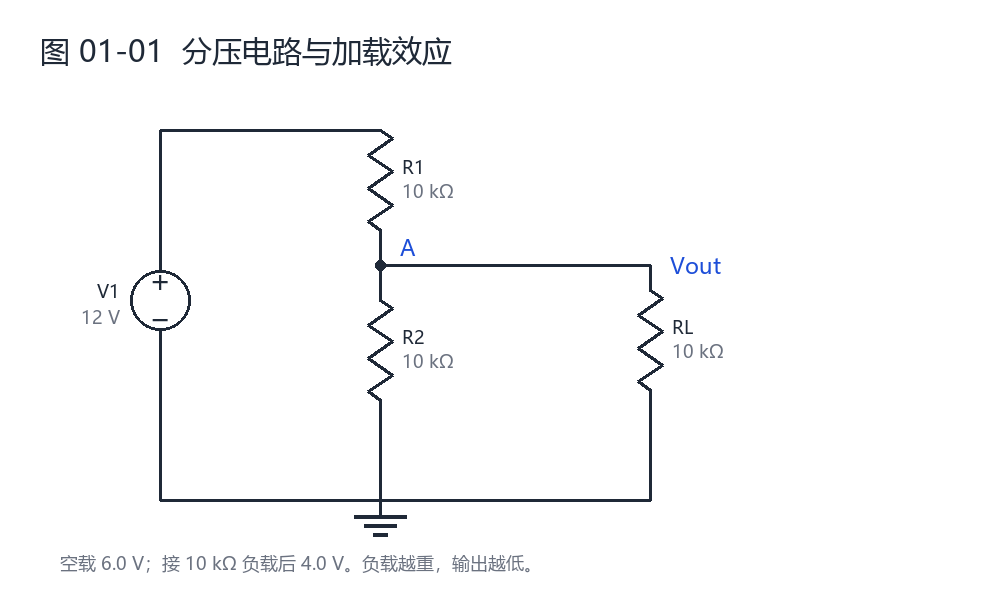 图 01-01 分压电路与加载效应
R1
10 kΩ
A
Vout
V1
12 V
+
−
R2
10 kΩ
RL
10 kΩ
空载 6.0 V；接 10 kΩ 负载后 4.0 V。负载越重，输出越低。